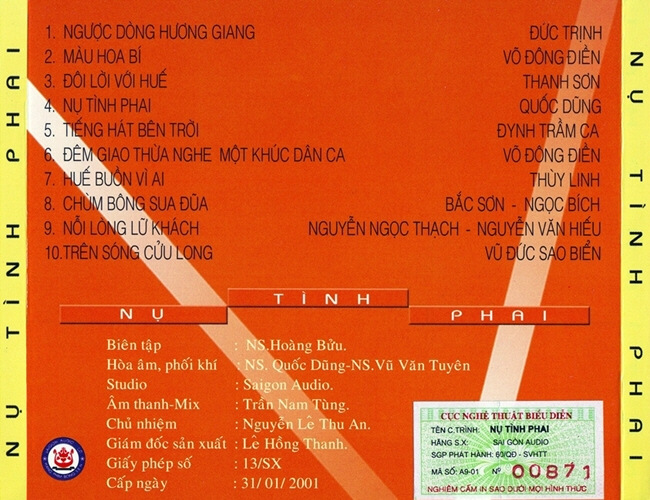 NỤ TÌNH PHAI
1. NGƯỢC DÒNG HƯƠNG GIANG ĐỨC TRỊNH
2. MÀU HOA BÍ VÕ ĐÔNG ĐIỀN
3. ĐÔI LỜI VỚI HUẾ THANH SƠN
4. NỤ TÌNH PHAI QUỐC DŨNG
5. TIẾNG HÁT BÊN TRỜI ĐYNH TRẦM CA
6. ĐÊM GIAO THỪA NGHE MỘT KHÚC DÂN CA VÕ ĐÔNG ĐIỀN
7. HUẾ BUỒN VÌ AI THÙY LINH
8. CHÙM BÔNG SUA ĐŨA BẮC SƠN - NGỌC BÍCH
9. NỖI LÒNG LỮ KHÁCH NGUYỄN NGỌC THẠCH - NGUYỄN VĂN HIẾU
10. TRÊN SÔNG CỬU LONG VŨ ĐỨC SAO BIỂN
NỤ TÌNH PHAI
NỤ TÌNH PHAI
Biên tập : NS.Hoàng Bửu.
Hòa âm, phối khí : NS. Quốc Dũng-NS.Vũ Văn Tuyên
Studio : Saigon Audio.
Âm thanh-Mix : Trần Nam Tùng.
Chủ nhiệm : Nguyễn Lê Thu An.
Giám đốc sản xuất : Lê Hồng Thanh.
Giấy phép số : 13/SX
Cấp ngày : 31/ 01/ 2001
CỤC NGHỆ THUẬT BIỂU DIỄN
TÊN C.TRÌNH: NỤ TÌNH PHAI
HÃNG S.X: SAI GÒN AUDIO
SGP PHÁT HÀNH: 60/QĐ - SVHTT
MÃ SỐ: A9-01 Nº 00871
NGHIÊM CẤM IN SAO DƯỚI MỌI HÌNH THỨC